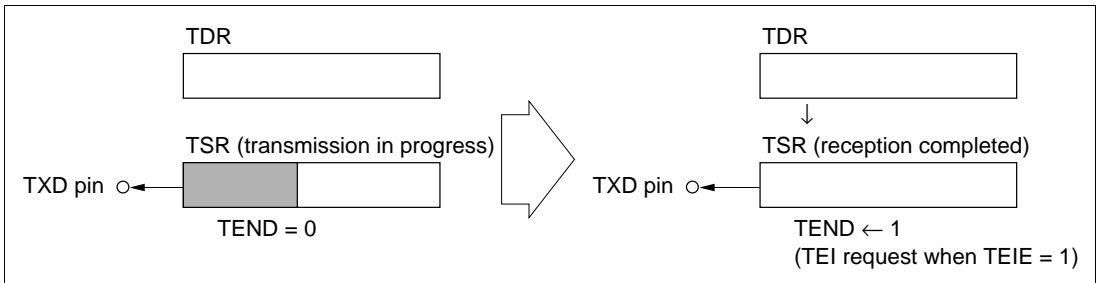 TDR
TSR (transmission in progress)
TXD pin
TEND = 0
TDR
↓
TSR (reception completed)
TXD pin
TEND ← 1
(TEI request when TEIE = 1)